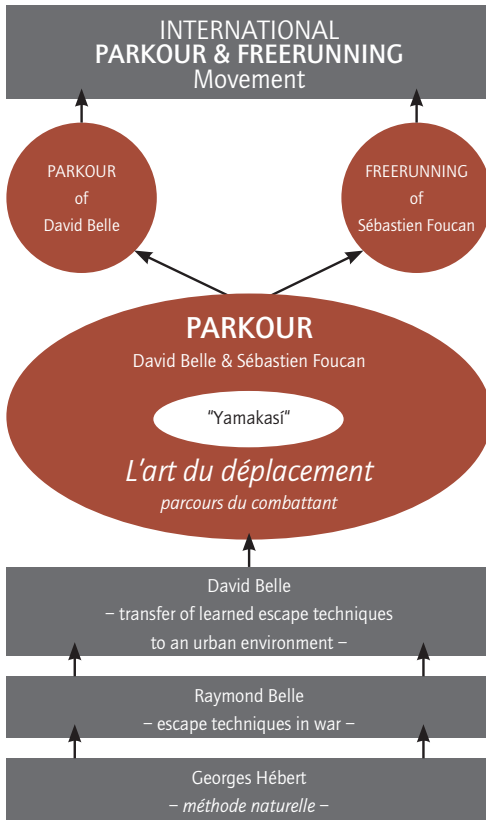 INTERNATIONAL
PARKOUR & FREERUNNING
Movement
PARKOUR
of
David Belle
FREERUNNING
of
Sébastien Foucan
PARKOUR
David Belle & Sébastien Foucan
"Yamakasí"
L'art du déplacement
parcours du combattant
David Belle
– transfer of learned escape techniques
to an urban environment –
Raymond Belle
– escape techniques in war –
Georges Hébert
– méthode naturelle –